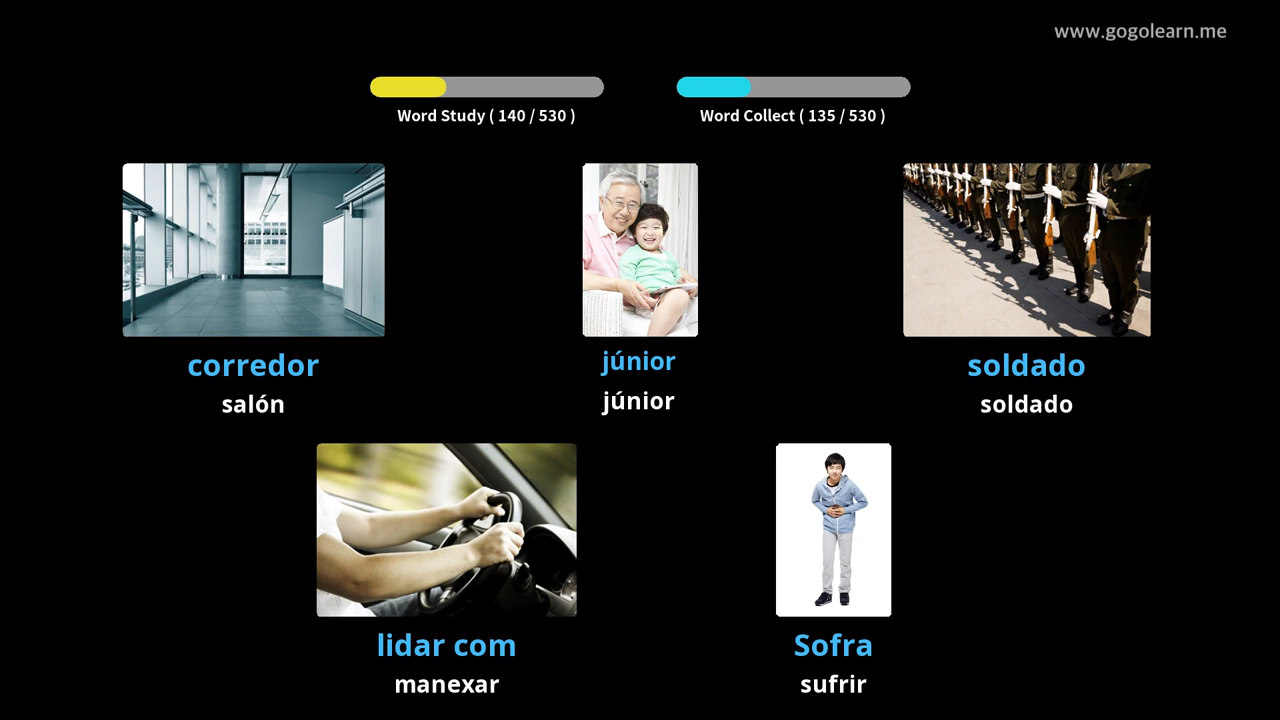 www.gogolearn.me
Word Study ( 140 / 530 )
Word Collect ( 135 / 530 )
corredor
salón
júnior
júnior
soldado
soldado
lidar com
manexar
Sofra
sufrir